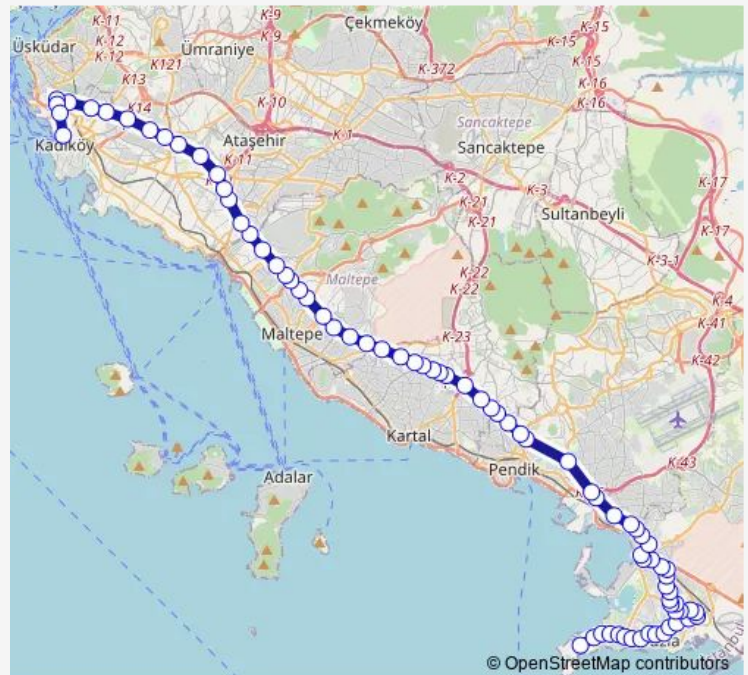 K-9
K-11
K-9
K-15
Çekmeköy
K-15
Üsküdar
K-12
Ümraniye
K-12
K121
K-372
K-15
K13
K-16
K-10
K-16
K14
Sancaktepe
K-1
Kadıköy
Ataşehir
Sancaktepe
K-11
K-2
K-3
K-17
K-21
Sultanbeyli
K-21
K-17
K-3-1
K-22
Maltepe
K-22
K-4
K-41
Maltepe
K-23
K-42
Kartal
K-43
Pendik
Adalar
İstanbul
© OpenStreetMap contributors